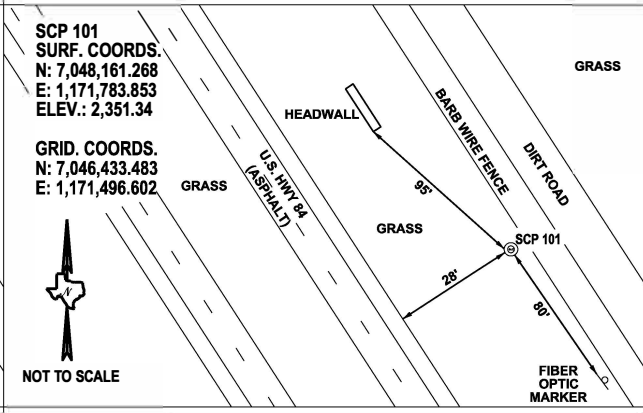 SCP 101
SURF. COORDS.
N: 7,048,161.268
E: 1,171,783.853
ELEV.: 2,351.34
GRID. COORDS.
N: 7,046,433.483
E: 1,171,496.602
GRASS
U.S. HWY 84
(ASPHALT)
HEADWALL
95'
GRASS
28'
BARB WIRE FENCE
DIRT ROAD
GRASS
SCP 101
80'
FIBER
OPTIC
MARKER
N
NOT TO SCALE